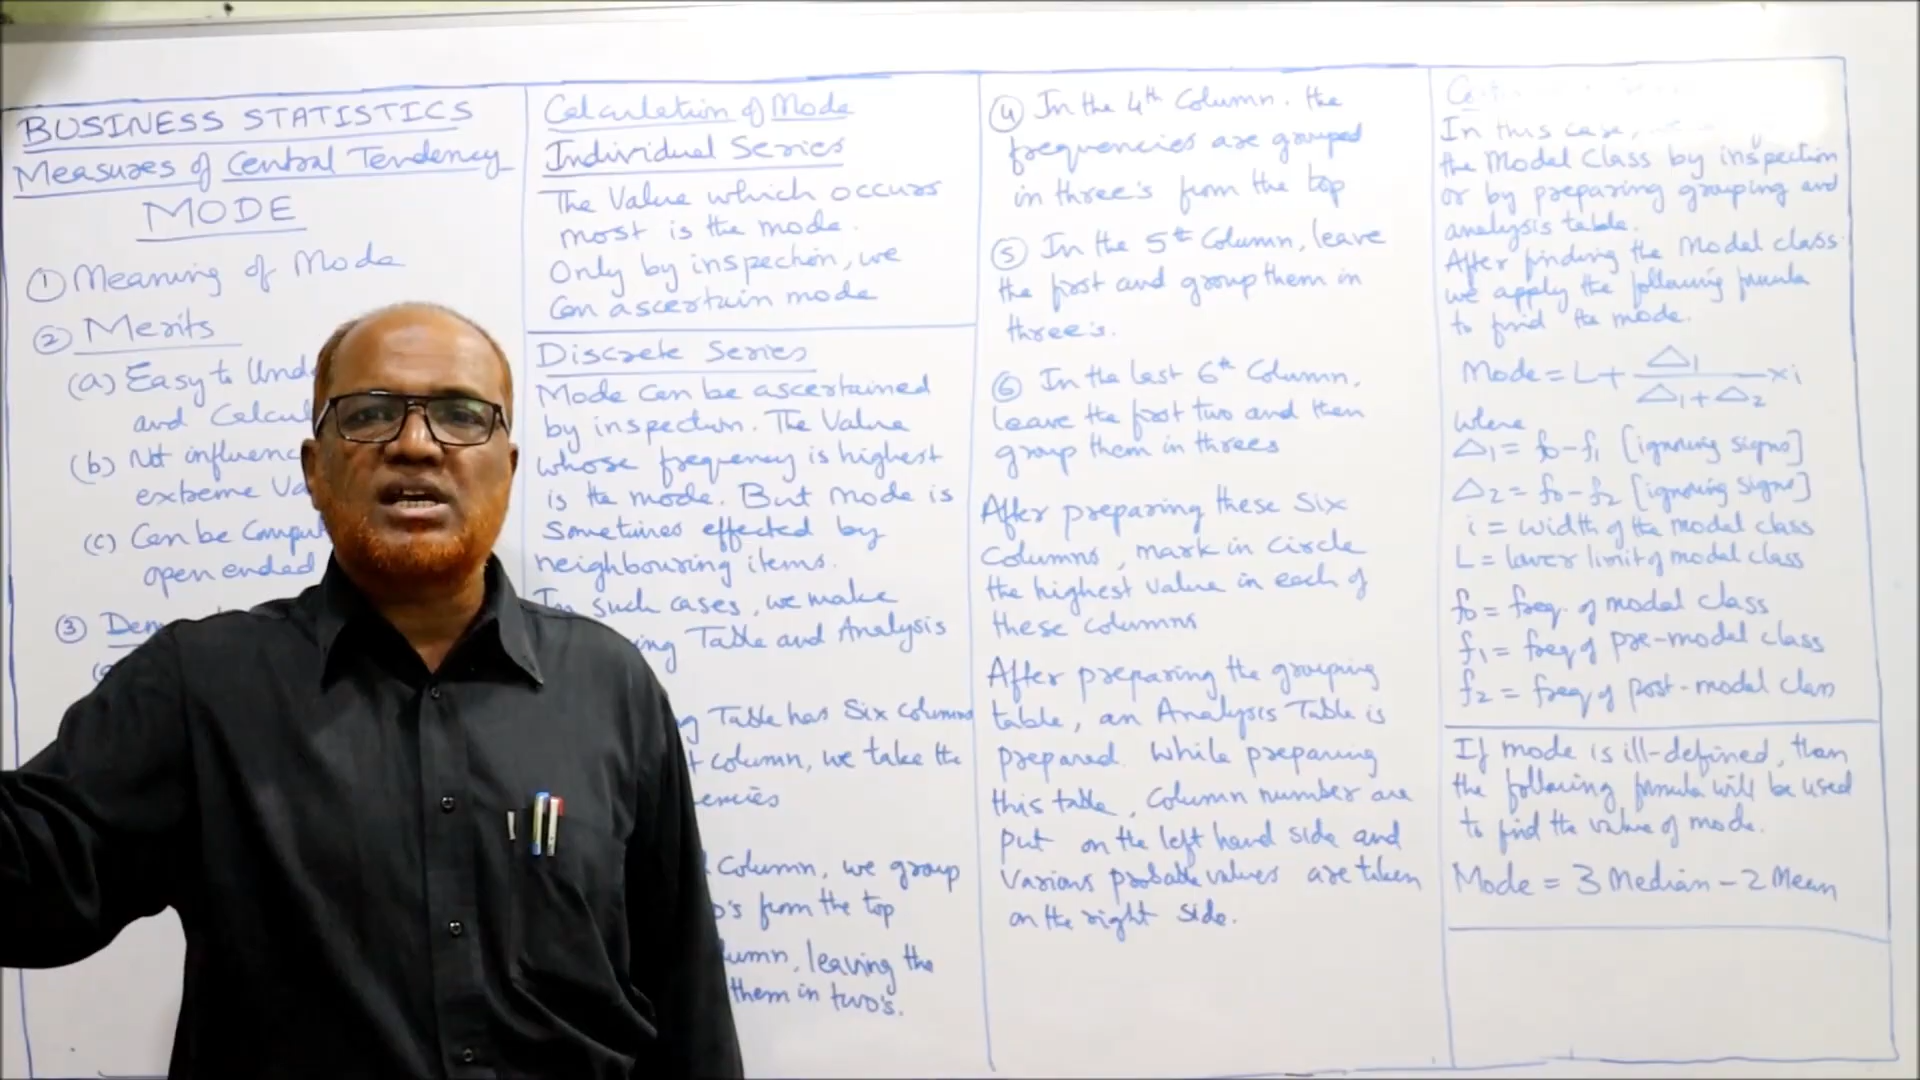 BUSINESS STATISTICS
Measures of Central Tendency
MODE
① Meaning of Mode
② Merits
(a) Easy to
and
(b) Not
extreme
(c) Can be
open ended
③
Calculation of Mode
Individual Series
The Value which occurs
most is the mode.
Only by inspection, we
Can ascertain mode
Discrete Series
Mode can be ascertained
by inspection. The Value
whose frequency is highest
is the mode. But mode is
Sometimes effected by
neighbouring items.
In such cases, we make
Table and Analysis
Table has Six columns
column, we take the
Column, we group
from the top
leaving the
them in two's.
④ In the 4th Column. the
frequencies are grouped
in three's from the top
⑤ In the 5th Column, leave
the first and group them in
three's.
⑥ In the last 6th Column,
leave the first two and then
group them in threes
After preparing these Six
Columns, mark in circle
the highest value in each of
these columns
After preparing the grouping
table, an Analysis Table is
prepared. While preparing
this table, Column number are
put on the left hand side and
Various probable values are taken
on the right side.
In this case,
the Modal Class by inspection
or by preparing grouping and
analysis table.
After finding the Modal class
we apply the following formula
to find the mode.
Mode = L + Δ1 / Δ1 + Δ2 × i
where
Δ1 = f0 - f1 [ignoring signs]
Δ2 = f0 - f2 [ignoring signs]
i = width of the modal class
L = lower limit of modal class
f0 = freq. of modal class
f1 = freq of pre-modal class
f2 = freq of post-modal class
If mode is ill-defined, than
the following formula will be used
to find the value of mode.
Mode = 3 Median - 2 Mean